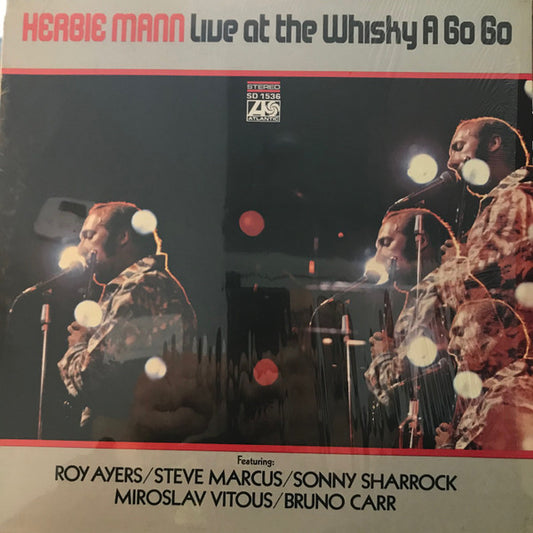 HERBIE MANN Live at the Whisky A Go Go
STEREO
SD 1536
ATLANTIC
Featuring:
ROY AYERS/STEVE MARCUS/SONNY SHARROCK
MIROSLAV VITOUS/BRUNO CARR